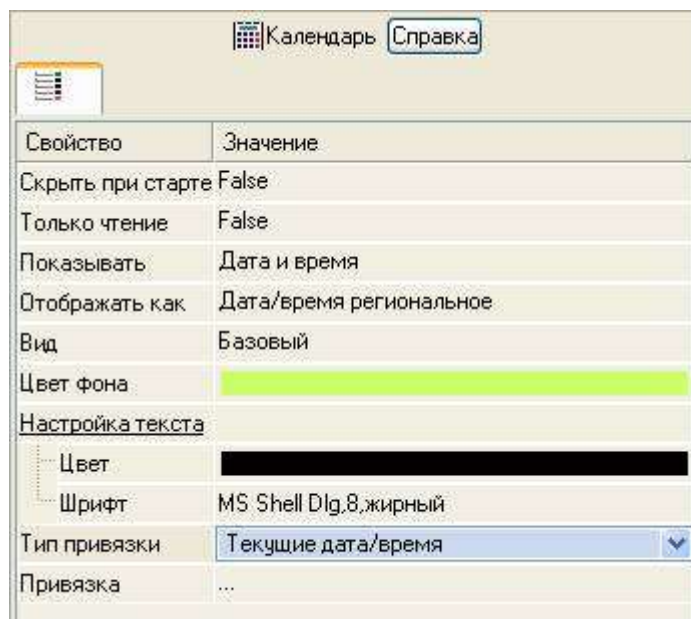 Календарь Справка
Свойство Значение
Скрыть при старте False
Только чтение False
Показывать Дата и время
Отображать как Дата/время региональное
Вид Базовый
Цвет фона
Настройка текста
Цвет
Шрифт MS Shell Dlg,8,жирный
Тип привязки Текущие дата/время
Привязка ...